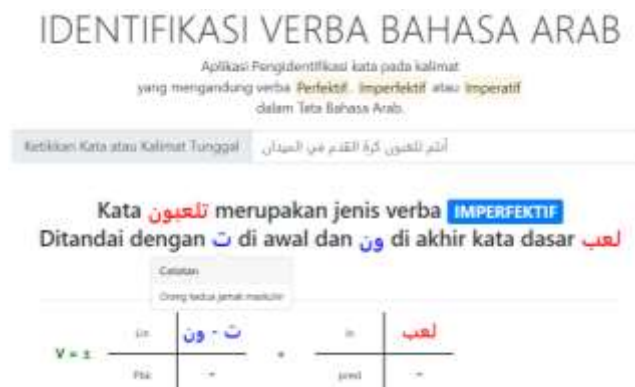 IDENTIFIKASI VERBA BAHASA ARAB
Aplikasi Pengidentifikasi kata pada kalimat
yang mengandung verba Perfektif, Imperfektif atau Imperatif
dalam Tata Bahasa Arab.
Ketikkan Kata atau Kalimat Tunggal أنتم تلعبون كرة القدم في الميدان
Kata تلعبون merupakan jenis verba IMPERFEKTIF
Ditandai dengan ت di awal dan ون di akhir kata dasar لعب
Catatan
Orang kedua jamak maskulin
ت - ون لعب
V = ±
- pred -